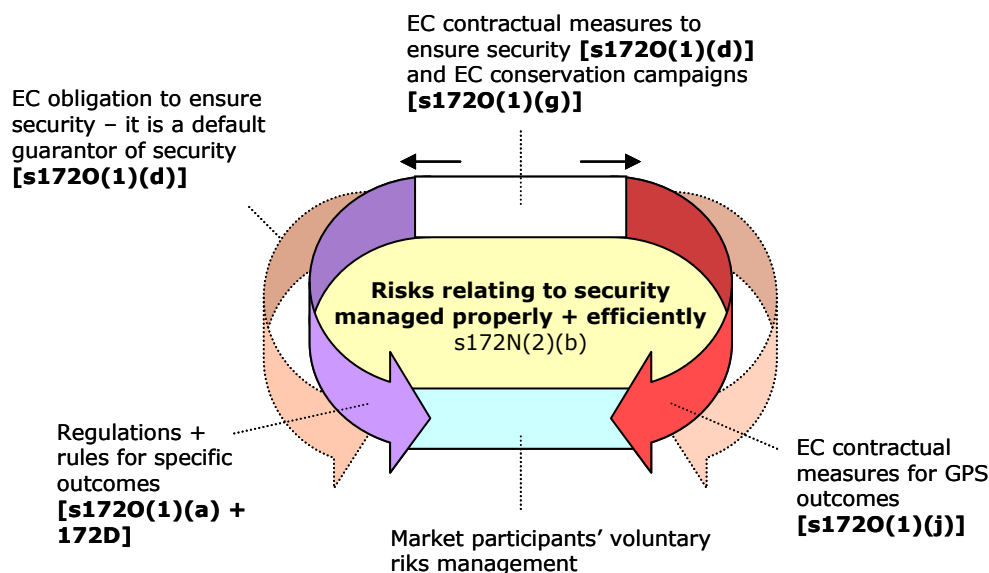 EC contractual measures to
ensure security [s172O(1)(d)]
and EC conservation campaigns
[s172O(1)(g)]
EC obligation to ensure
security – it is a default
guarantor of security
[s172O(1)(d)]
Risks relating to security
managed properly + efficiently
s172N(2)(b)
Regulations +
rules for specific
outcomes
[s172O(1)(a) +
172D]
EC contractual
measures for GPS
outcomes
[s172O(1)(j)]
Market participants’ voluntary
riks management